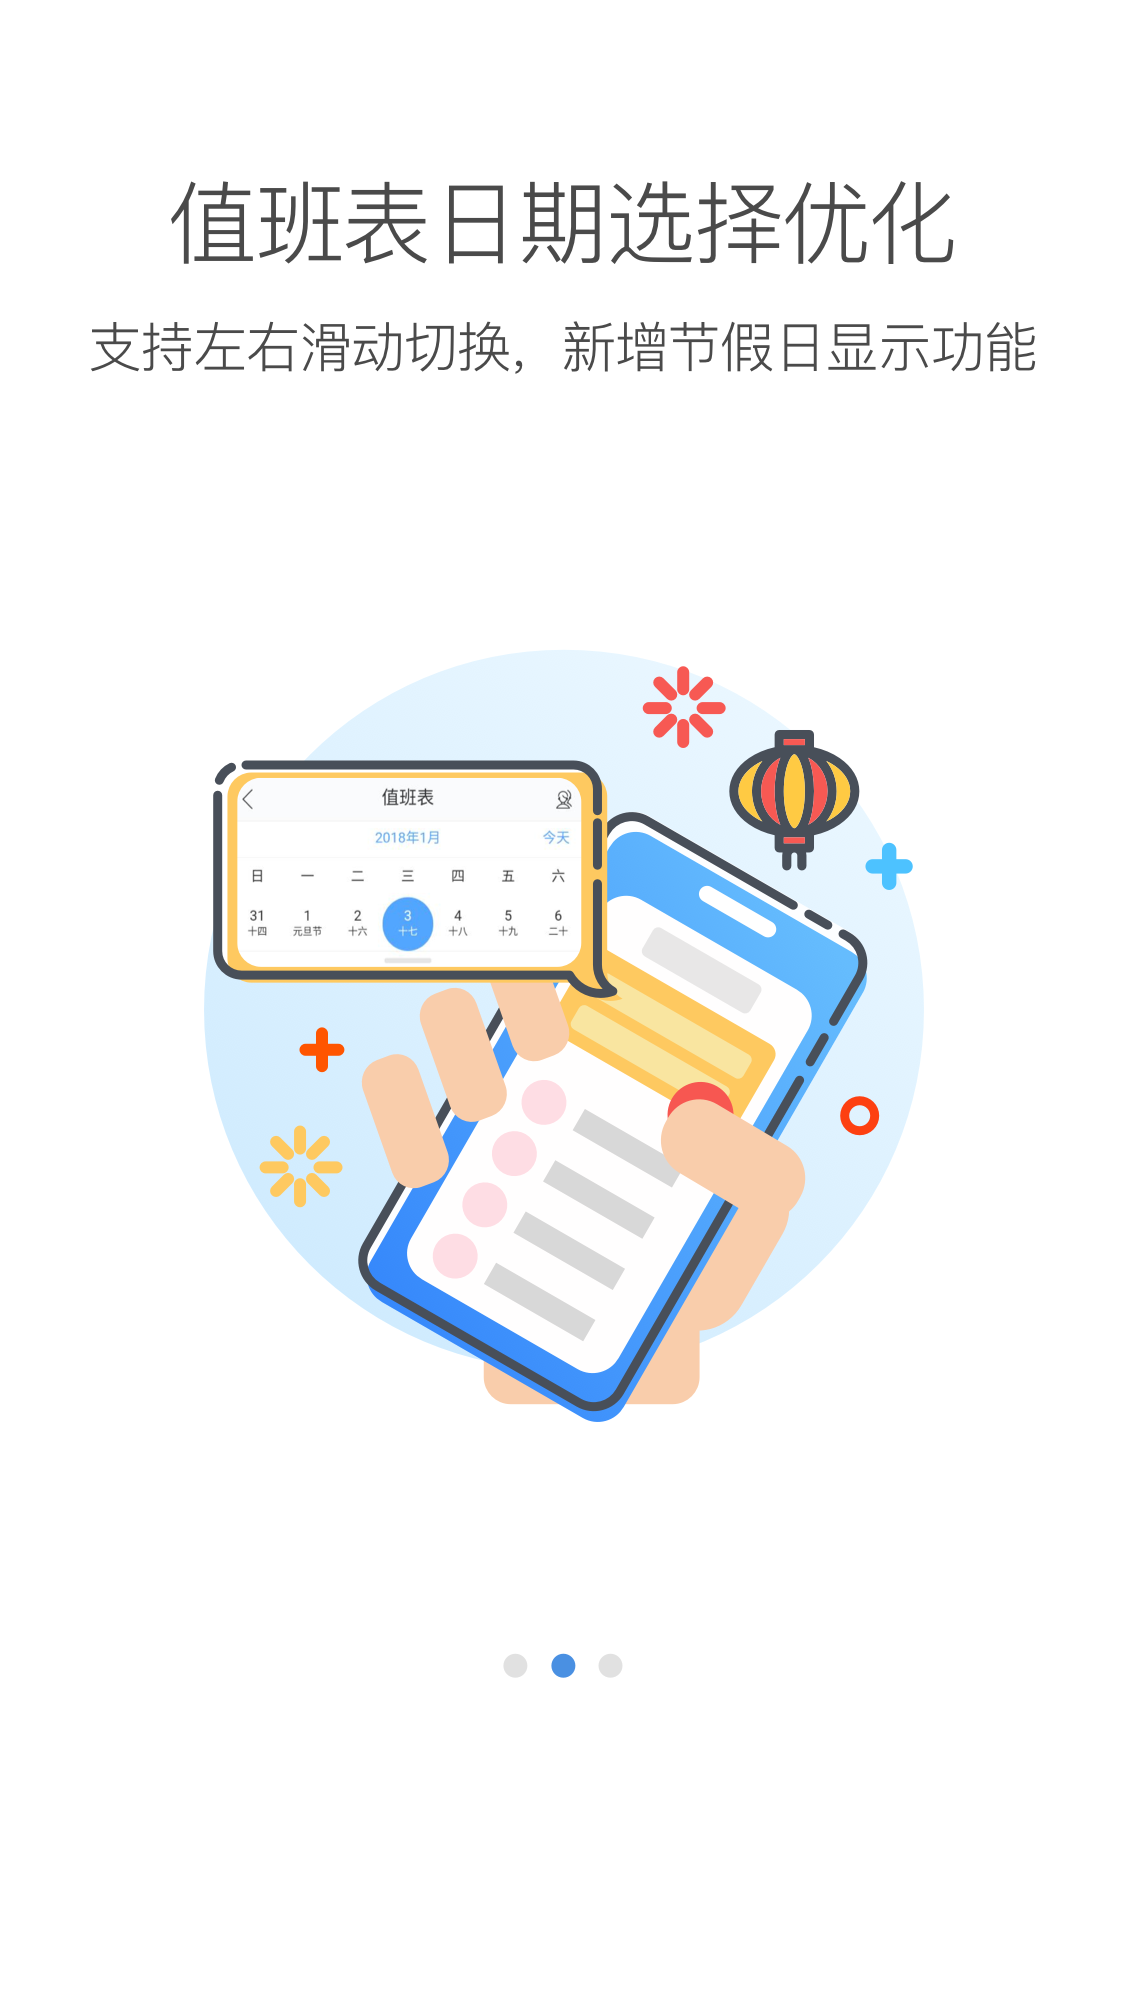 值班表日期选择优化
支持左右滑动切换，新增节假日显示功能
值班表
2018年1月 今天
日 一 二 三 四 五 六
31 1 2 3 4 5 6
十四 元旦节 十六 十七 十八 十九 二十